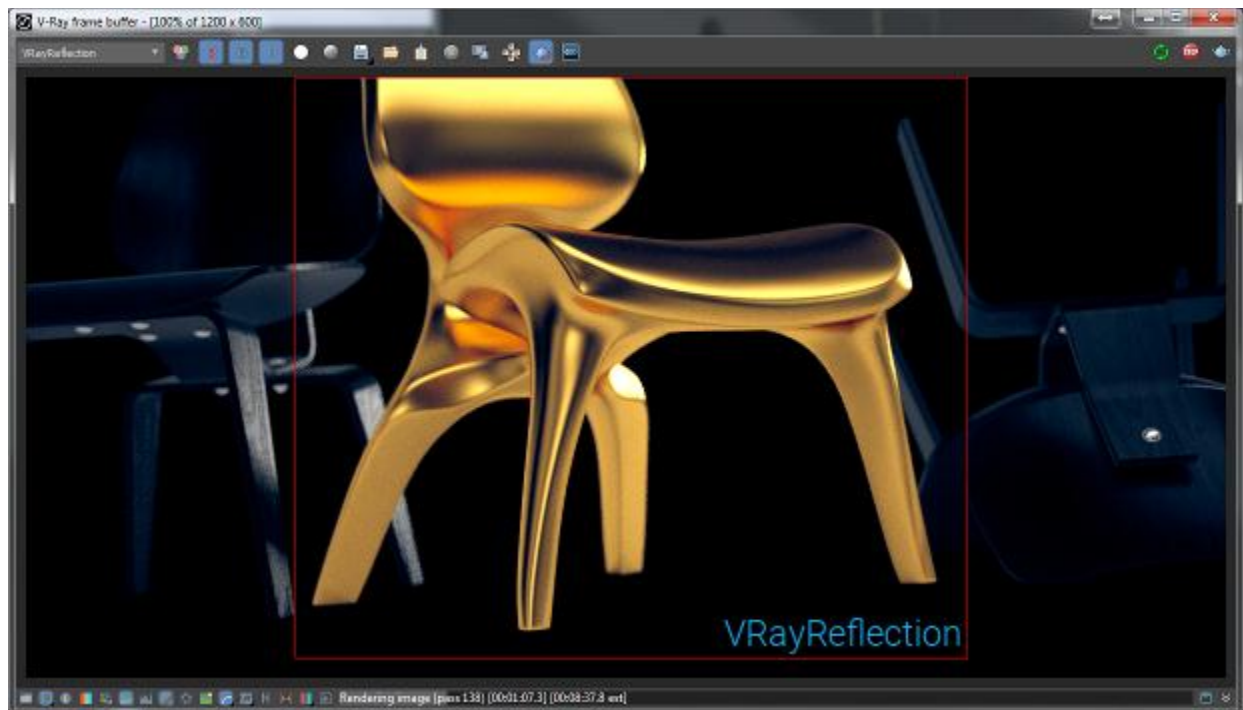 V-Ray frame buffer - [100% of 1200 x 600]
VRayReflection
VRayReflection
Rendering image (pass 138) [00:01:07.3] [00:08:37.8 est]